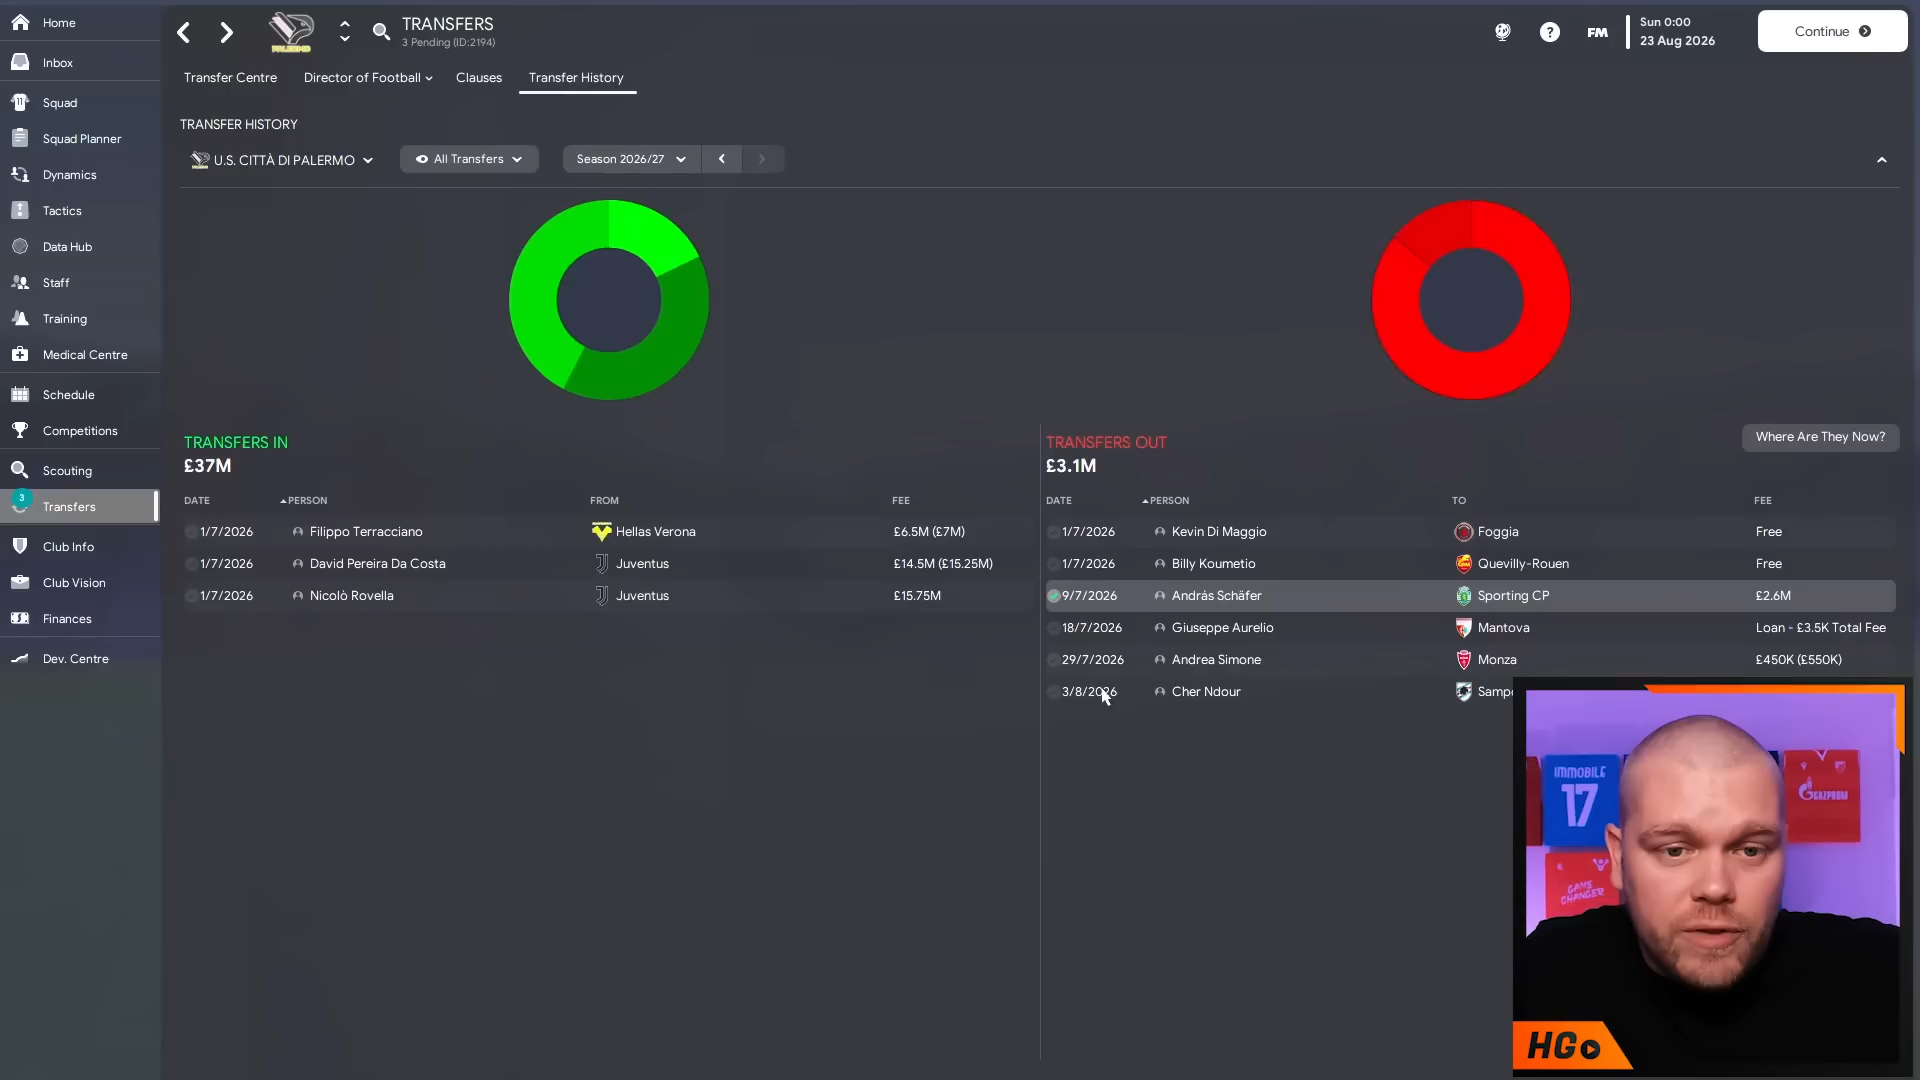 Home
Inbox
Squad
Squad Planner
Dynamics
Tactics
Data Hub
Staff
Training
Medical Centre
Schedule
Competitions
Scouting
3
Transfers
Club Info
Club Vision
Finances
Dev. Centre
PALERMO
TRANSFERS
3 Pending (ID:2194)
FM
Sun 0:00
23 Aug 2026
Continue
Transfer Centre Director of Football Clauses Transfer History
TRANSFER HISTORY
U.S. CITTÀ DI PALERMO All Transfers Season 2026/27
TRANSFERS IN
£37M
DATE PERSON FROM FEE
1/7/2026 Filippo Terracciano Hellas Verona £6.5M (£7M)
1/7/2026 David Pereira Da Costa Juventus £14.5M (£15.25M)
1/7/2026 Nicolò Rovella Juventus £15.75M
TRANSFERS OUT
£3.1M
Where Are They Now?
DATE PERSON TO FEE
1/7/2026 Kevin Di Maggio Foggia Free
1/7/2026 Billy Koumetio Quevilly-Rouen Free
9/7/2026 András Schäfer Sporting CP £2.6M
18/7/2026 Giuseppe Aurelio Mantova Loan - £3.5K Total Fee
29/7/2026 Andrea Simone Monza £450K (£550K)
3/8/2026 Cher Ndour Samp
IMMOBILE
17
GAZPROM
GAME
CHANGER
HG